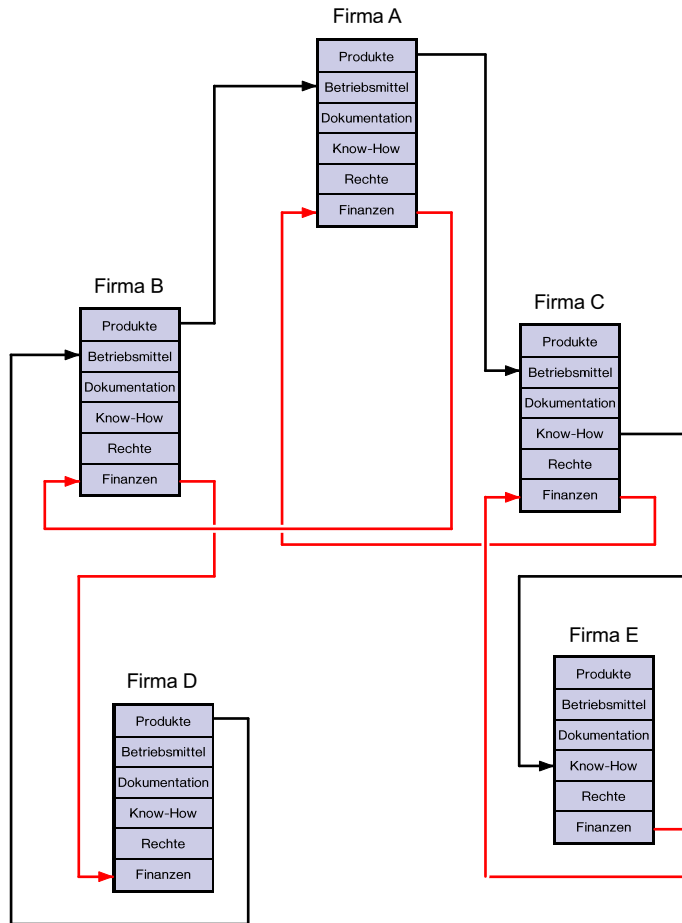 Firma A
Produkte
Betriebsmittel
Dokumentation
Know-How
Rechte
Finanzen
Firma B
Produkte
Betriebsmittel
Dokumentation
Know-How
Rechte
Finanzen
Firma C
Produkte
Betriebsmittel
Dokumentation
Know-How
Rechte
Finanzen
Firma D
Produkte
Betriebsmittel
Dokumentation
Know-How
Rechte
Finanzen
Firma E
Produkte
Betriebsmittel
Dokumentation
Know-How
Rechte
Finanzen